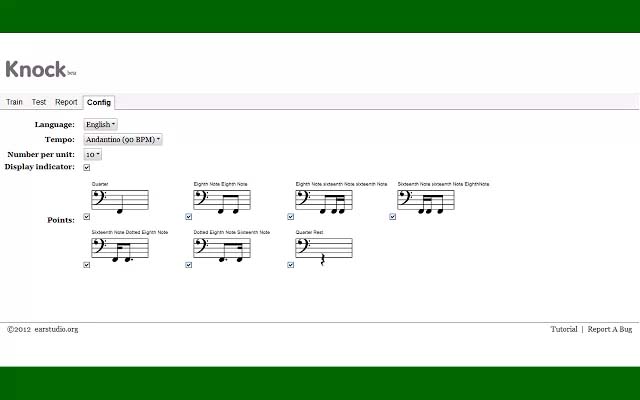 Knock beta
Train Test Report Config
Language: English
Tempo: Andantino (90 BPM)
Number per unit: 10
Display indicator:
Points:
Quarter
Eighth Note Eighth Note
Eighth Note sixteenth Note sixteenth Note
Sixteenth Note sixteenth Note EighthNote
Sixteenth Note Dotted Eighth Note
Dotted Eighth Note Sixteenth Note
Quarter Rest
©2012 earstudio.org
Tutorial | Report A Bug